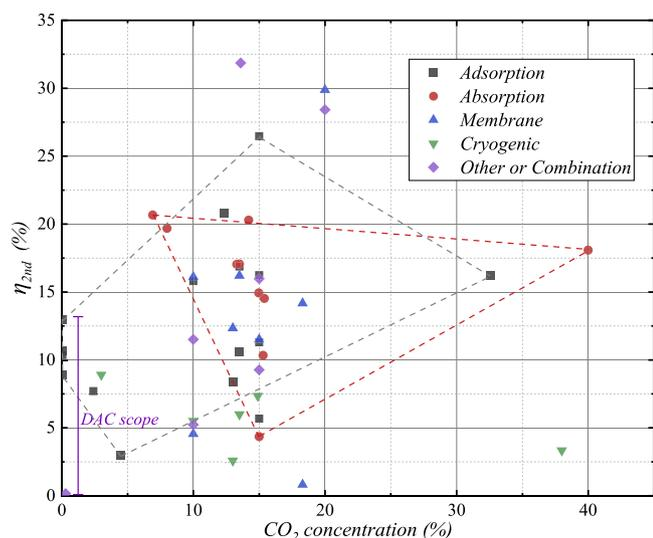 35
30
25
20
15
10
5
0
η2nd (%)
Adsorption
Absorption
Membrane
Cryogenic
Other or Combination
DAC scope
0 10 20 30 40
CO2 concentration (%)